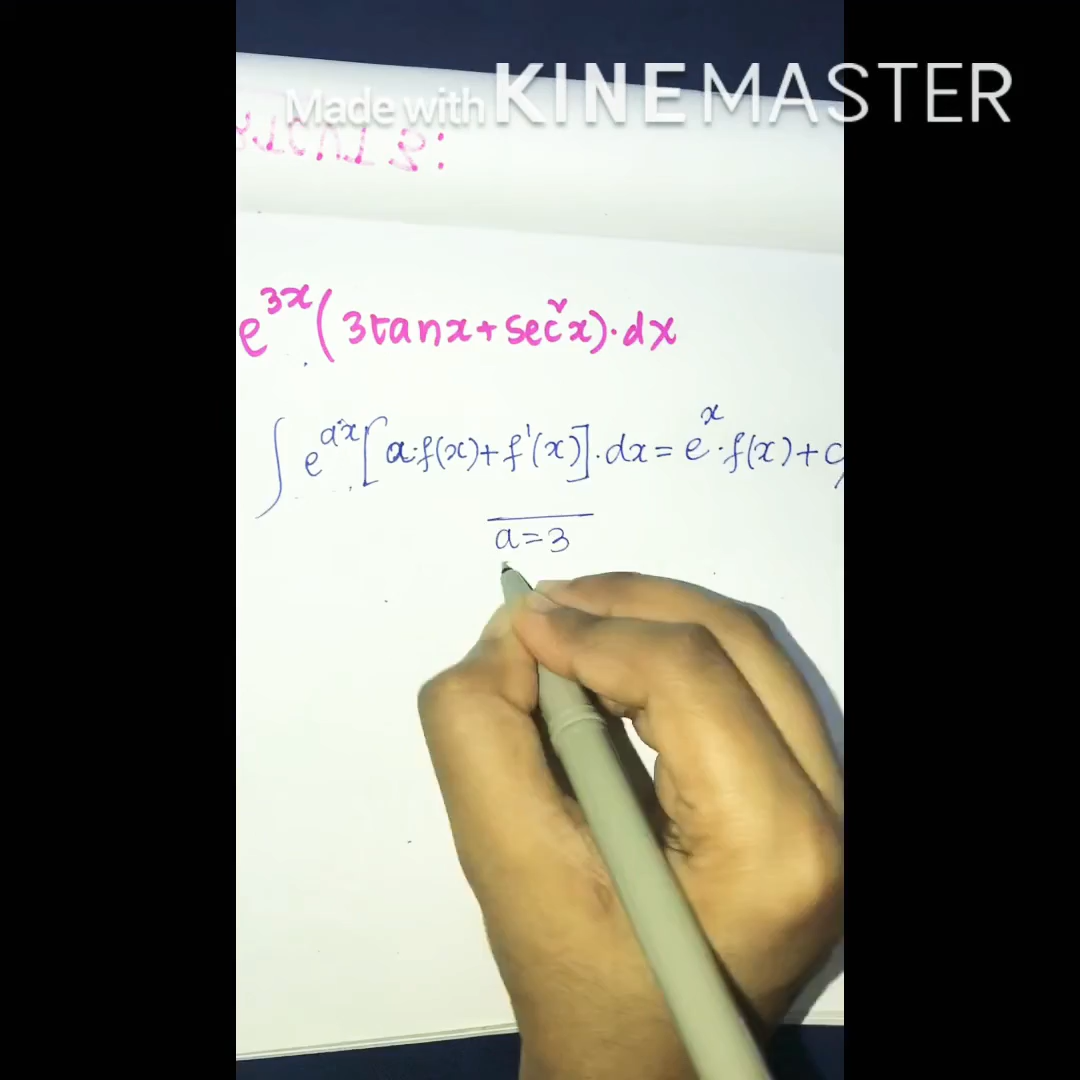 Made with KINEMASTER
e^{3x}(3tanx+sec²x).dx
∫e^{ax}[a.f(x)+f'(x)].dx=e^{x}.f(x)+c
a=3